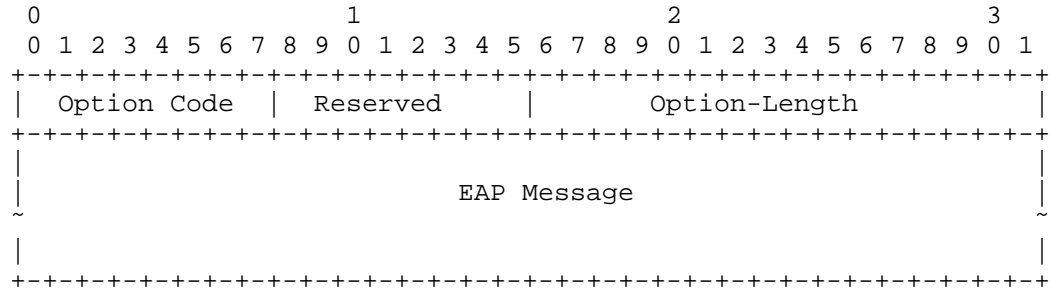 0                   1                   2                   3
 0 1 2 3 4 5 6 7 8 9 0 1 2 3 4 5 6 7 8 9 0 1 2 3 4 5 6 7 8 9 0 1
+-+-+-+-+-+-+-+-+-+-+-+-+-+-+-+-+-+-+-+-+-+-+-+-+-+-+-+-+-+-+-+-+
|  Option Code  |  Reserved     |       Option-Length           |
+-+-+-+-+-+-+-+-+-+-+-+-+-+-+-+-+-+-+-+-+-+-+-+-+-+-+-+-+-+-+-+-+
|                                                               |
|                          EAP Message                          |
~                                                               ~
|                                                               |
+-+-+-+-+-+-+-+-+-+-+-+-+-+-+-+-+-+-+-+-+-+-+-+-+-+-+-+-+-+-+-+-+